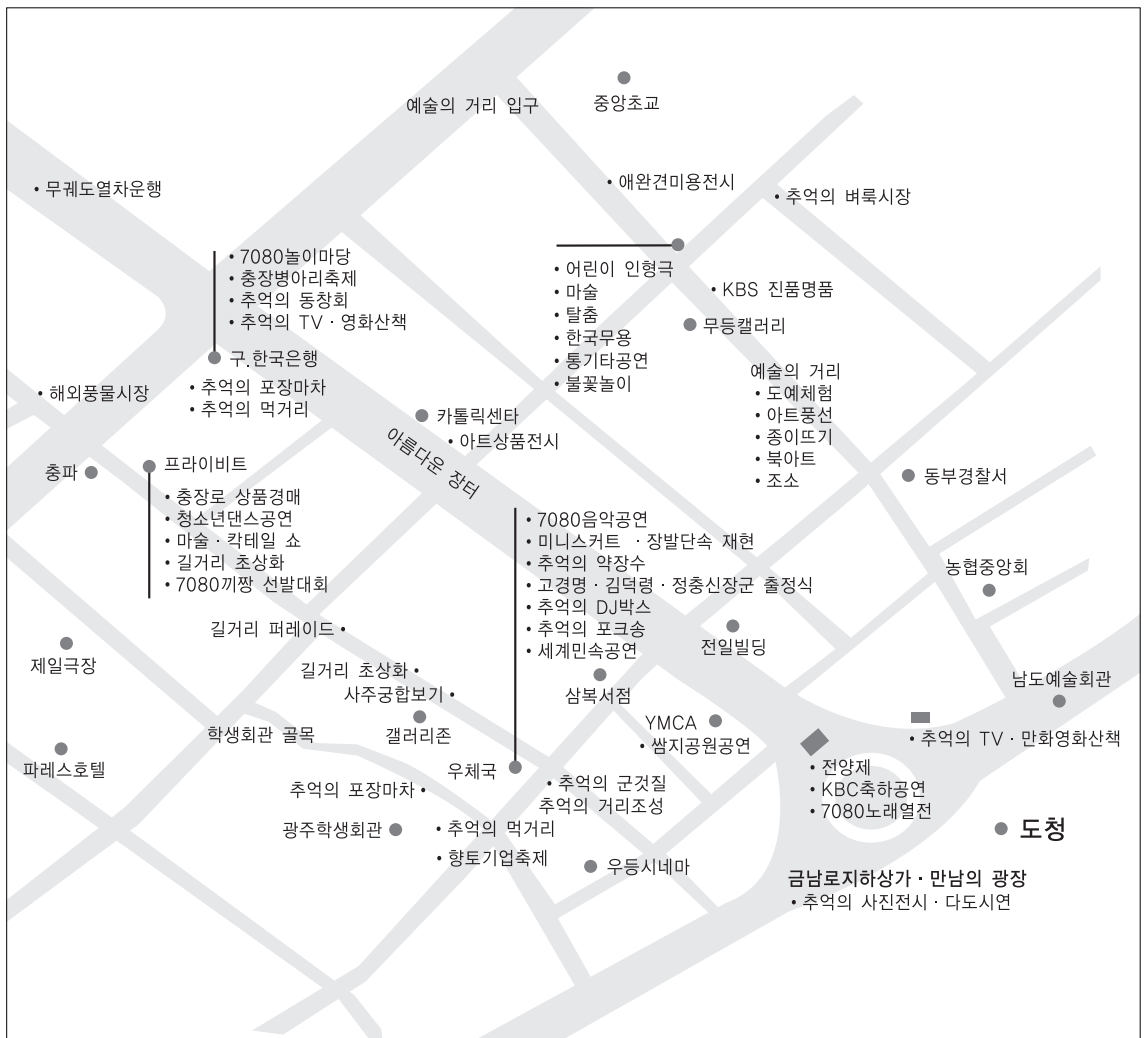 예술의 거리 입구
중앙초교
• 무궤도열차운행
• 애완견미용전시
• 추억의 벼룩시장
• 7080놀이마당
• 충장병아리축제
• 추억의 동창회
• 추억의 TV · 영화산책
구.한국은행
• 추억의 포장마차
• 추억의 먹거리
• 어린이 인형극
• 마술
• 탈춤
• 한국무용
• 통기타공연
• 불꽃놀이
• KBS 진품명품
무등갤러리
예술의 거리
• 도예체험
• 아트풍선
• 종이뜨기
• 북아트
• 조소
• 해외풍물시장
카톨릭센타
• 아트상품전시
아름다운 장터
충파
프라이비트
• 충장로 상품경매
• 청소년댄스공연
• 마술 · 칵테일 쇼
• 길거리 초상화
• 7080끼짱 선발대회
동부경찰서
• 7080음악공연
• 미니스커트 · 장발단속 재현
• 추억의 약장수
• 고경명 · 김덕령 · 정충신장군 출정식
• 추억의 DJ박스
• 추억의 포크송
• 세계민속공연
농협중앙회
길거리 퍼레이드 •
제일극장
길거리 초상화 •
사주궁합보기 •
갤러리존
학생회관 골목
전일빌딩
삼복서점
YMCA
• 쌈지공원공연
남도예술회관
• 추억의 TV · 만화영화산책
파레스호텔
우체국
• 추억의 군것질
추억의 거리조성
• 전양제
• KBC축하공연
• 7080노래열전
추억의 포장마차 •
광주학생회관
• 추억의 먹거리
• 향토기업축제
우등시네마
도청
금남로지하상가 · 만남의 광장
• 추억의 사진전시 · 다도시연